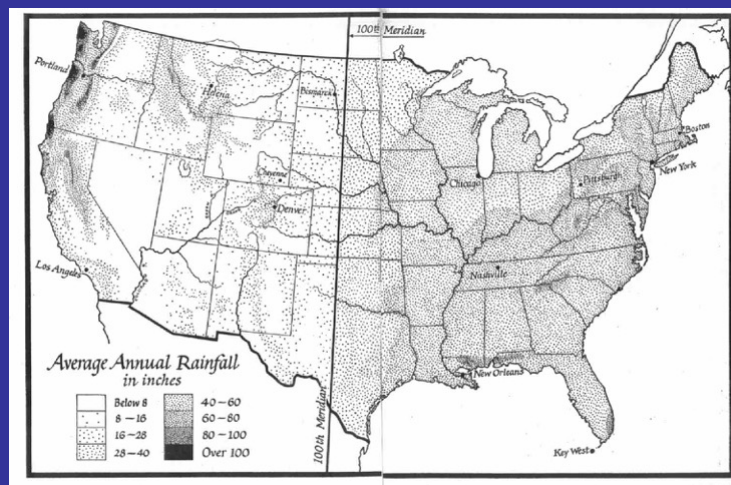 100th Meridian
Portland
Helena
Bismarck
Boston
New York
Chicago
Pittsburgh
Cheyenne
Denver
Nashville
Los Angeles
Average Annual Rainfall
in inches
Below 8
8–16
16–28
28–40
40–60
60–80
80–100
Over 100
100th Meridian
New Orleans
Key West